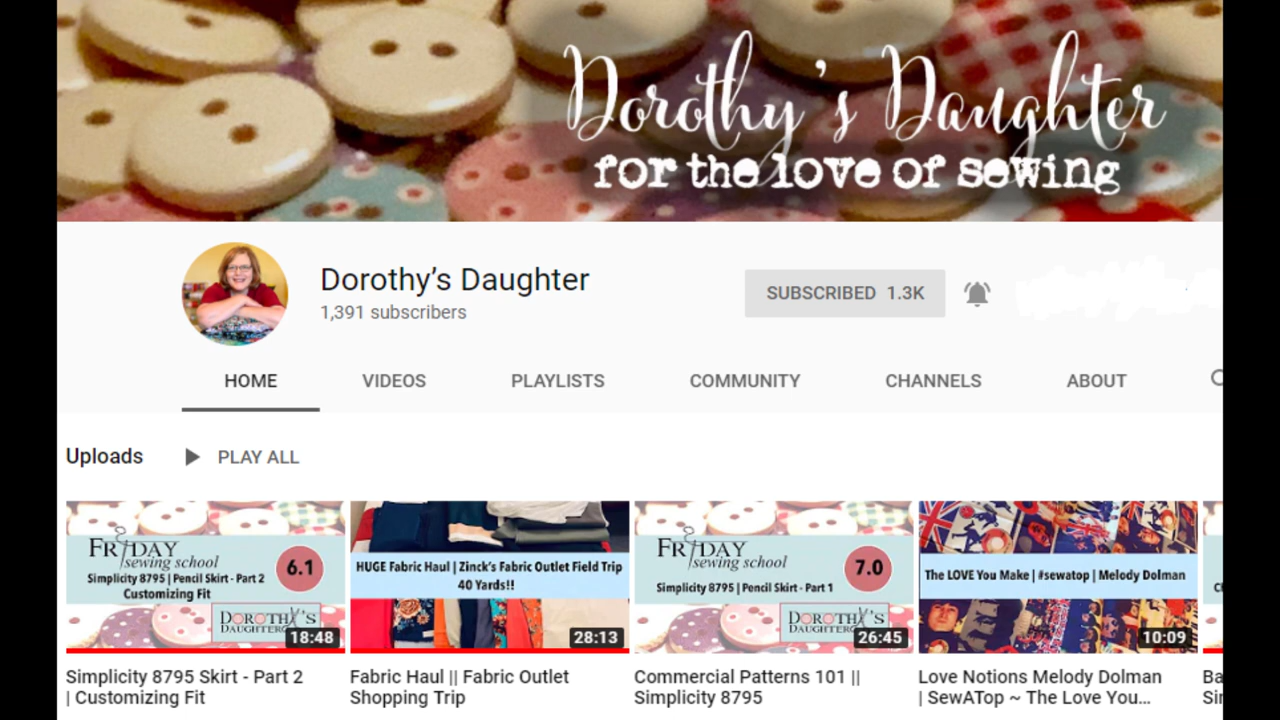 Dorothy's Daughter
for the love of sewing
Dorothy’s Daughter
1,391 subscribers
SUBSCRIBED 1.3K
HOME VIDEOS PLAYLISTS COMMUNITY CHANNELS ABOUT
Uploads PLAY ALL
FRIDAY
sewing school
6.1
Simplicity 8795 | Pencil Skirt - Part 2
Customizing Fit
DOROTHY'S
DAUGHTER
18:48
HUGE Fabric Haul | Zinck's Fabric Outlet Field Trip
40 Yards!!
28:13
FRIDAY
sewing school
7.0
Simplicity 8795 | Pencil Skirt - Part 1
DOROTHY'S
DAUGHTER
26:45
The LOVE You Make | #sewatop | Melody Dolman
10:09
Simplicity 8795 Skirt - Part 2
| Customizing Fit
Fabric Haul || Fabric Outlet
Shopping Trip
Commercial Patterns 101 ||
Simplicity 8795
Love Notions Melody Dolman
| SewATop ~ The Love You...